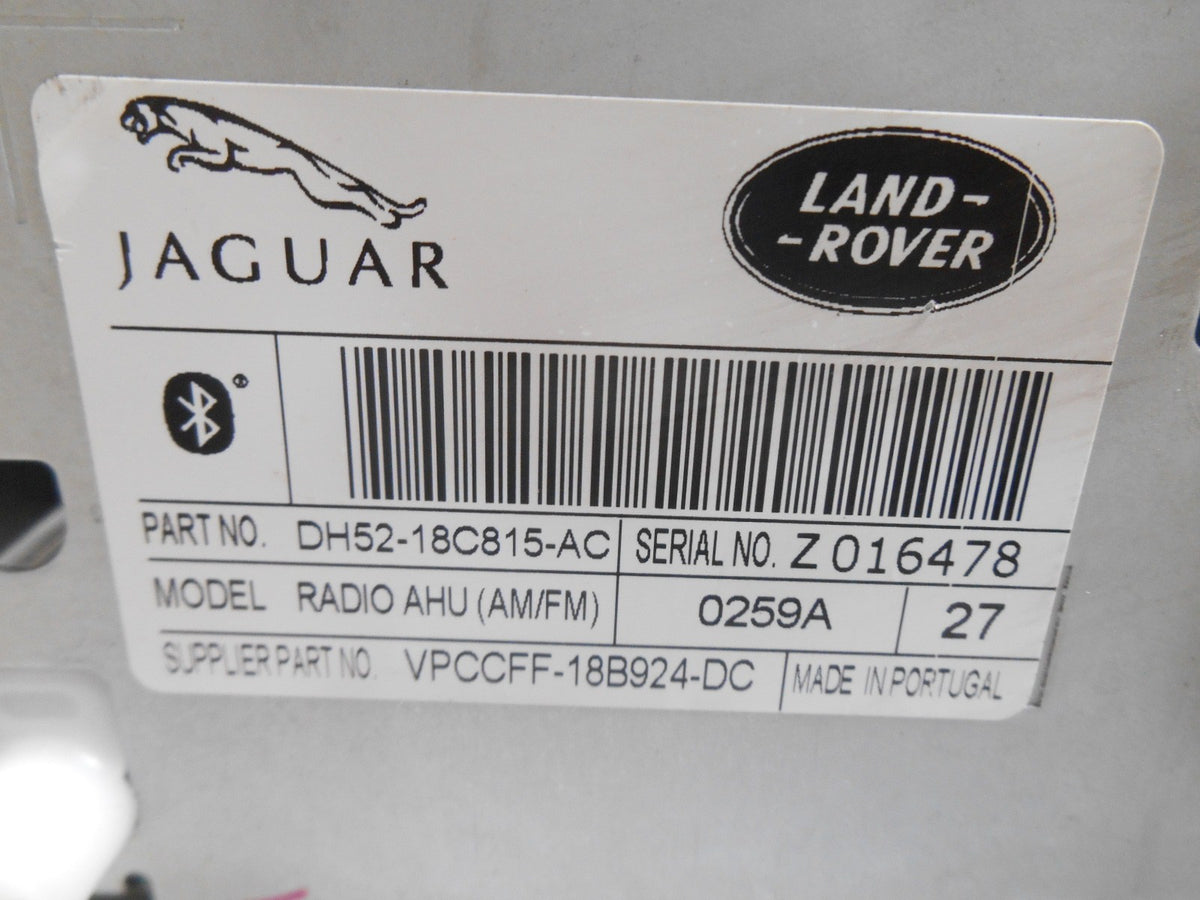 JAGUAR
LAND-
-ROVER
PART NO. DH52-18C815-AC SERIAL NO. Z 016478
MODEL RADIO AHU (AM/FM) 0259A 27
SUPPLIER PART NO. VPCCFF-18B924-DC MADE IN PORTUGAL